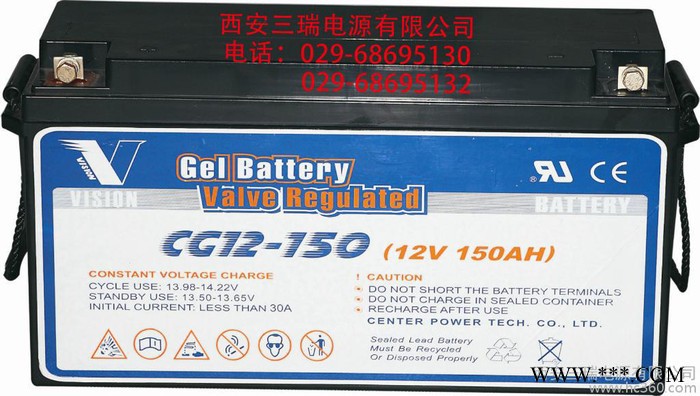 西安三瑞电源有限公司
电话：029-68695130
029-68695132
V
VISION
VISION
Gel Battery
Valve Regulated
BATTERY
CG12-150 (12V 150AH)
CONSTANT VOLTAGE CHARGE
CYCLE USE: 13.98-14.22V
STANDBY USE: 13.50-13.65V
INITIAL CURRENT: LESS THAN 30A
! CAUTION
DO NOT SHORT THE BATTERY TERMINALS
DO NOT CHARGE IN SEALED CONTAINER
RECHARGE AFTER USE
CENTER POWER TECH. CO., LTD.
Sealed Lead Battery
Must Be Recycled
Or Disposed Properly
www.***.com